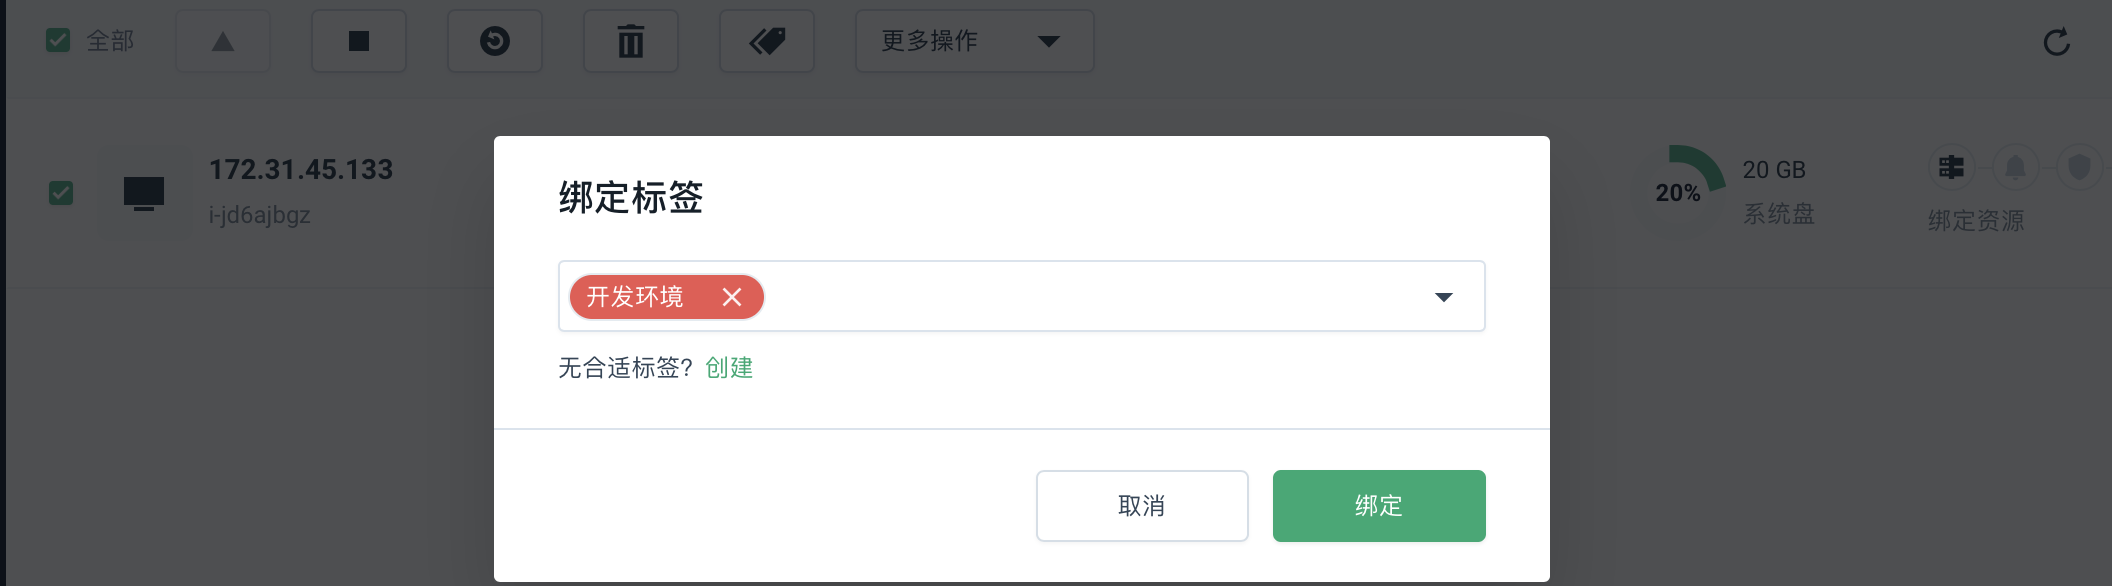 全部
更多操作
172.31.45.133
i-jd6ajbgz
20%
20 GB
系统盘
绑定资源
绑定标签
开发环境
无合适标签? 创建
取消
绑定